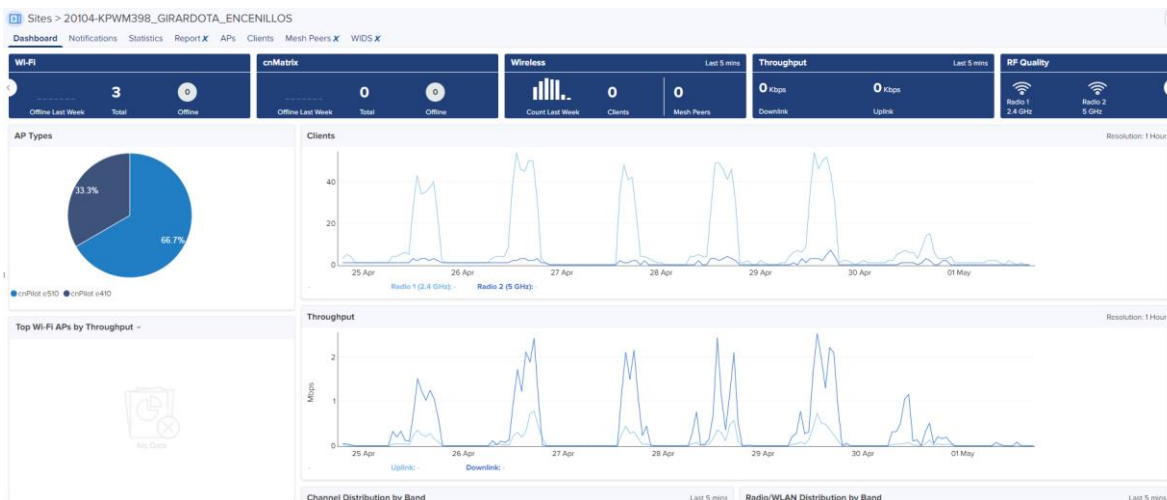 Sites > 20104-KPWM398_GIRARDOTA_ENCENILLOS
Dashboard Notifications Statistics Report X APs Clients Mesh Peers X WIDS X
Wi-Fi
3
0
Offline Last Week Total Offline
cnMatrix
0
0
Offline Last Week Total Offline
Wireless Last 5 mins
0
0
Count Last Week Clients Mesh Peers
Throughput Last 5 mins
0 Kbps 0 Kbps
Downlink Uplink
RF Quality
Radio 1 Radio 2
2.4 GHz 5 GHz
AP Types
33.3%
66.7%
cnPilot e510 cnPilot e410
Top Wi-Fi APs by Throughput
No Data
Clients Resolution: 1 Hour
40
20
0
25 Apr 26 Apr 27 Apr 28 Apr 29 Apr 30 Apr 01 May
Radio 1 (2.4 GHz): - Radio 2 (5 GHz): -
Throughput Resolution: 1 Hour
Mbps
2
1
0
25 Apr 26 Apr 27 Apr 28 Apr 29 Apr 30 Apr 01 May
Uplink: - Downlink: -
Channel Distribution by Band Last 5 mins
Radio/WLAN Distribution by Band Last 5 mins